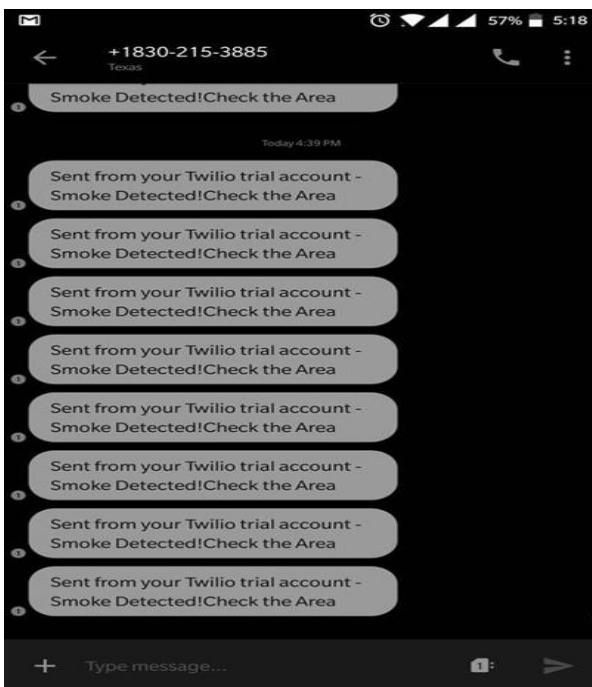 57% 5:18
+1830-215-3885
Texas
Smoke Detected!Check the Area
Today 4:39 PM
Sent from your Twilio trial account -
Smoke Detected!Check the Area
Sent from your Twilio trial account -
Smoke Detected!Check the Area
Sent from your Twilio trial account -
Smoke Detected!Check the Area
Sent from your Twilio trial account -
Smoke Detected!Check the Area
Sent from your Twilio trial account -
Smoke Detected!Check the Area
Sent from your Twilio trial account -
Smoke Detected!Check the Area
Sent from your Twilio trial account -
Smoke Detected!Check the Area
Sent from your Twilio trial account -
Smoke Detected!Check the Area
Type message...
1